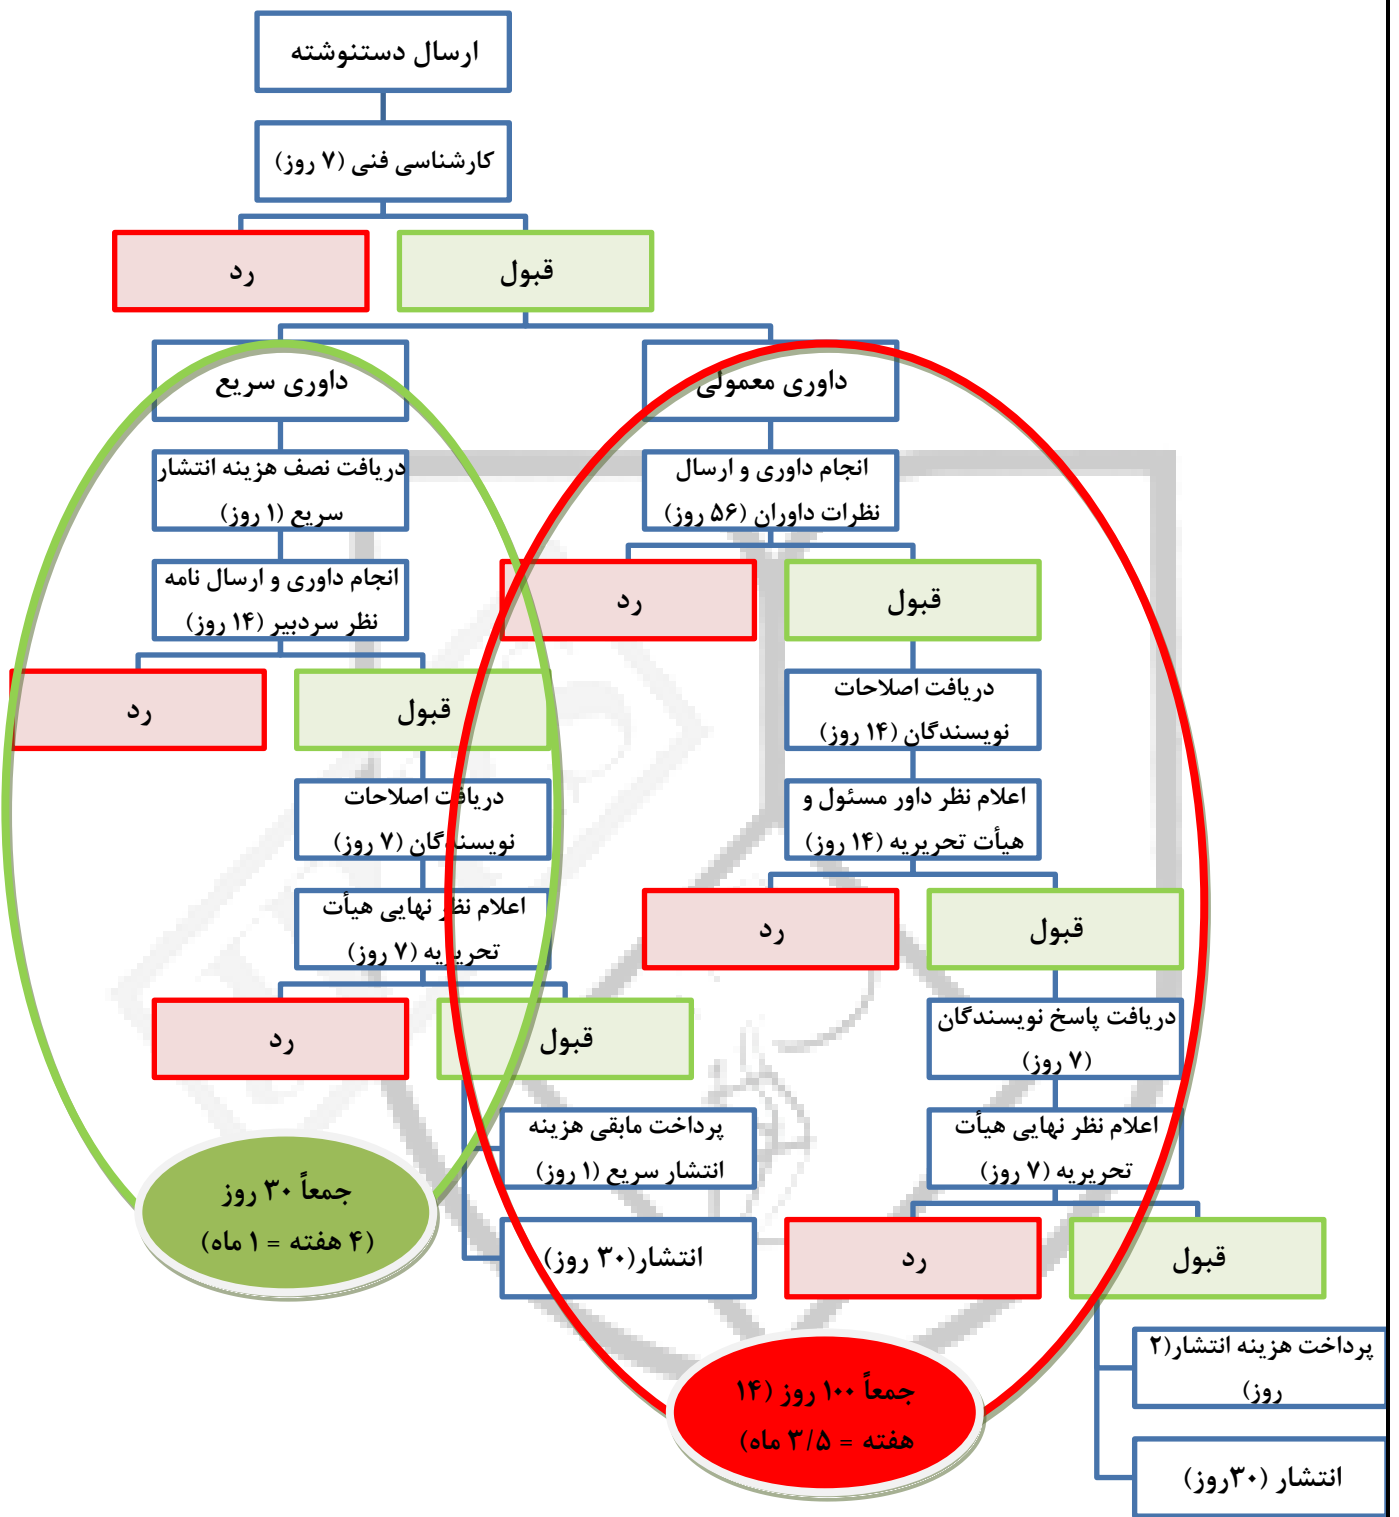 ارسال دستنوشته
کارشناسی فنی (۷ روز)
قبول
رد
داوری معمولی
داوری سریع
انجام داوری و ارسال
نظرات داوران (۵۶ روز)
دریافت نصف هزینه انتشار
سریع (۱ روز)
قبول
رد
انجام داوری و ارسال نامه
نظر سردبیر (۱۴ روز)
دریافت اصلاحات
نویسندگان (۱۴ روز)
قبول
رد
اعلام نظر داور مسئول و
هیأت تحریریه (۱۴ روز)
دریافت اصلاحات
نویسندگان (۷ روز)
قبول
رد
اعلام نظر نهایی هیأت
تحریریه (۷ روز)
دریافت پاسخ نویسندگان
(۷ روز)
قبول
رد
اعلام نظر نهایی هیأت
تحریریه (۷ روز)
پرداخت مابقی هزینه
انتشار سریع (۱ روز)
جمعاً ۳۰ روز
(۴ هفته = ۱ ماه)
قبول
رد
انتشار(۳۰ روز)
پرداخت هزینه انتشار(۲
روز)
جمعاً ۱۰۰ روز (۱۴
هفته = ۳/۵ ماه)
انتشار (۳۰روز)